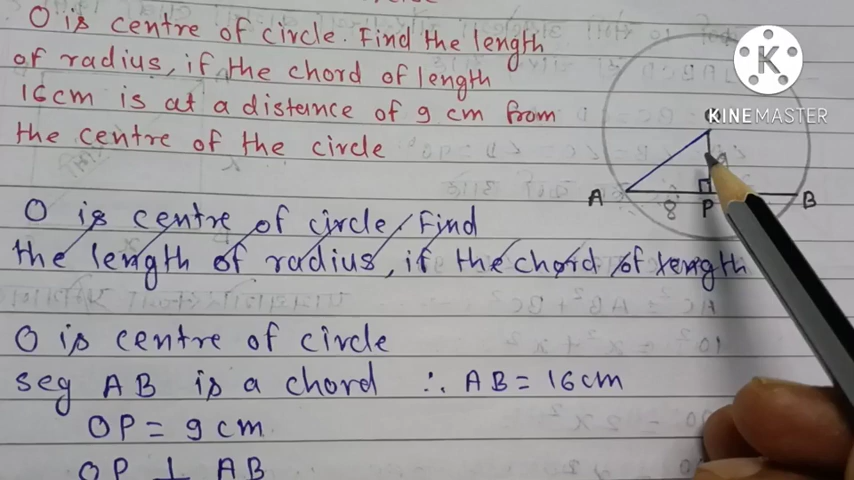 O is centre of circle. Find the length
of radius, if the chord of length
16cm is at a distance of 9 cm from
the centre of the circle
K
KINEMASTER
9
A
8
P
B
O is centre of circle. Find
the length of radius, if the chord of length
O is centre of circle
seg AB is a chord ∴ AB = 16cm
OP = 9cm
OP ⊥ AB